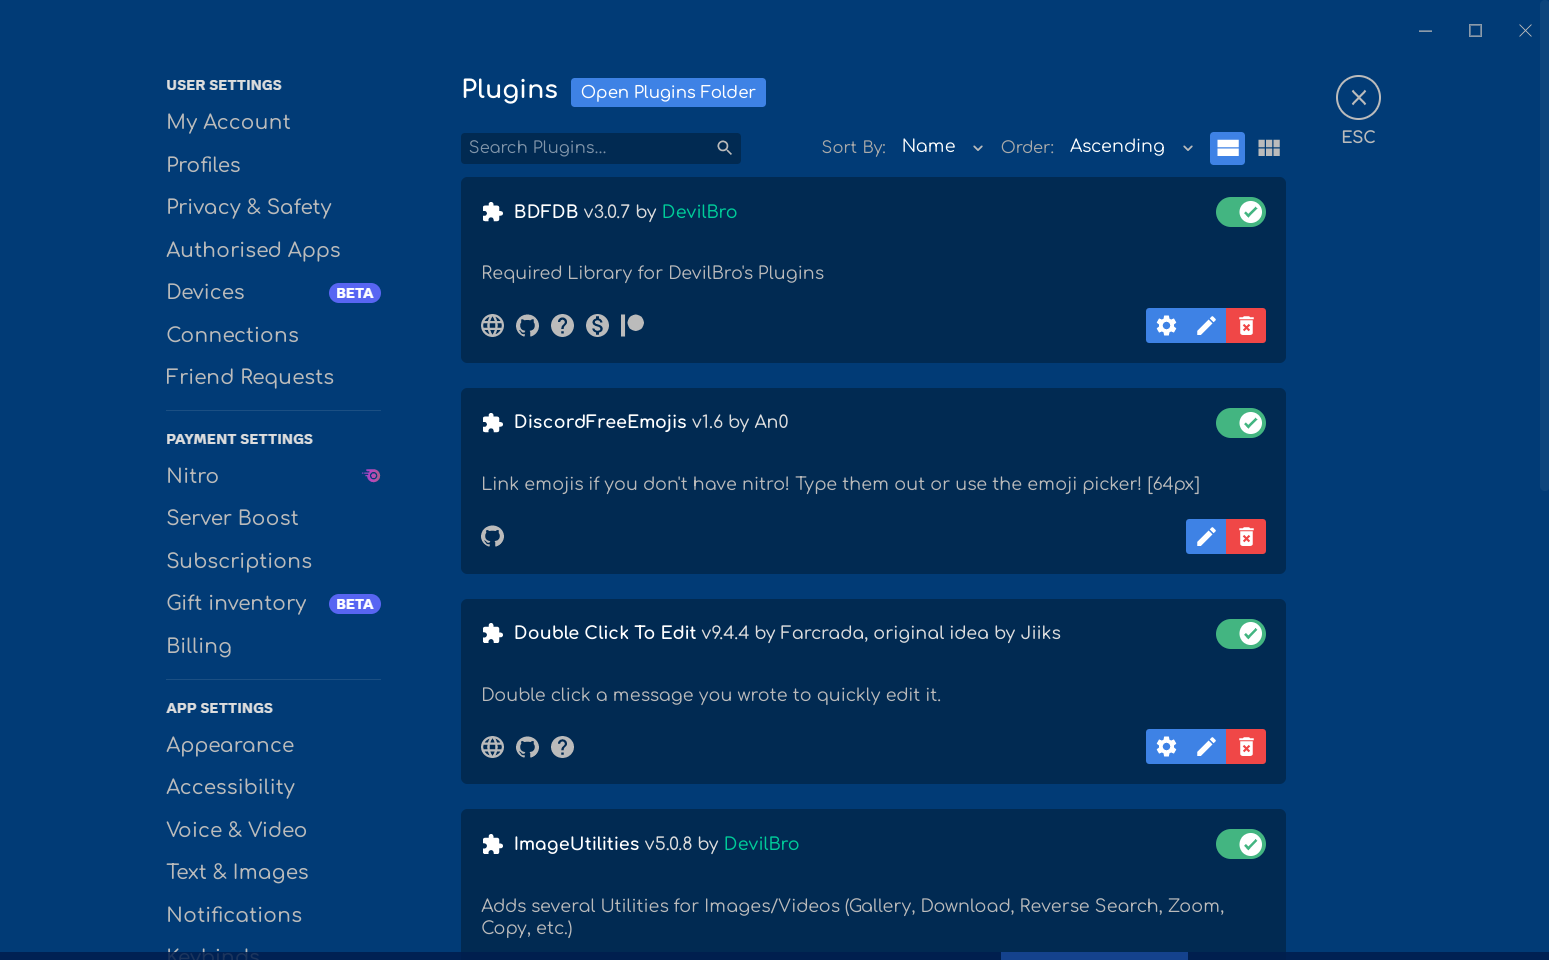 USER SETTINGS
My Account
Profiles
Privacy & Safety
Authorised Apps
Devices BETA
Connections
Friend Requests
PAYMENT SETTINGS
Nitro
Server Boost
Subscriptions
Gift inventory BETA
Billing
APP SETTINGS
Appearance
Accessibility
Voice & Video
Text & Images
Notifications
Keybinds
Plugins Open Plugins Folder
ESC
Search Plugins... Sort By: Name Order: Ascending
BDFDB v3.0.7 by DevilBro
Required Library for DevilBro's Plugins
DiscordFreeEmojis v1.6 by An0
Link emojis if you don't have nitro! Type them out or use the emoji picker! [64px]
Double Click To Edit v9.4.4 by Farcrada, original idea by Jiiks
Double click a message you wrote to quickly edit it.
ImageUtilities v5.0.8 by DevilBro
Adds several Utilities for Images/Videos (Gallery, Download, Reverse Search, Zoom,
Copy, etc.)